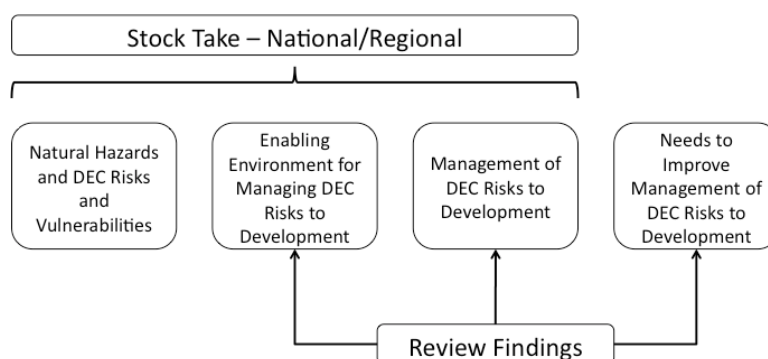 Stock Take – National/Regional
Natural Hazards
and DEC Risks
and
Vulnerabilities
Enabling
Environment for
Managing DEC
Risks to
Development
Management of
DEC Risks to
Development
Needs to
Improve
Management of
DEC Risks to
Development
Review Findings